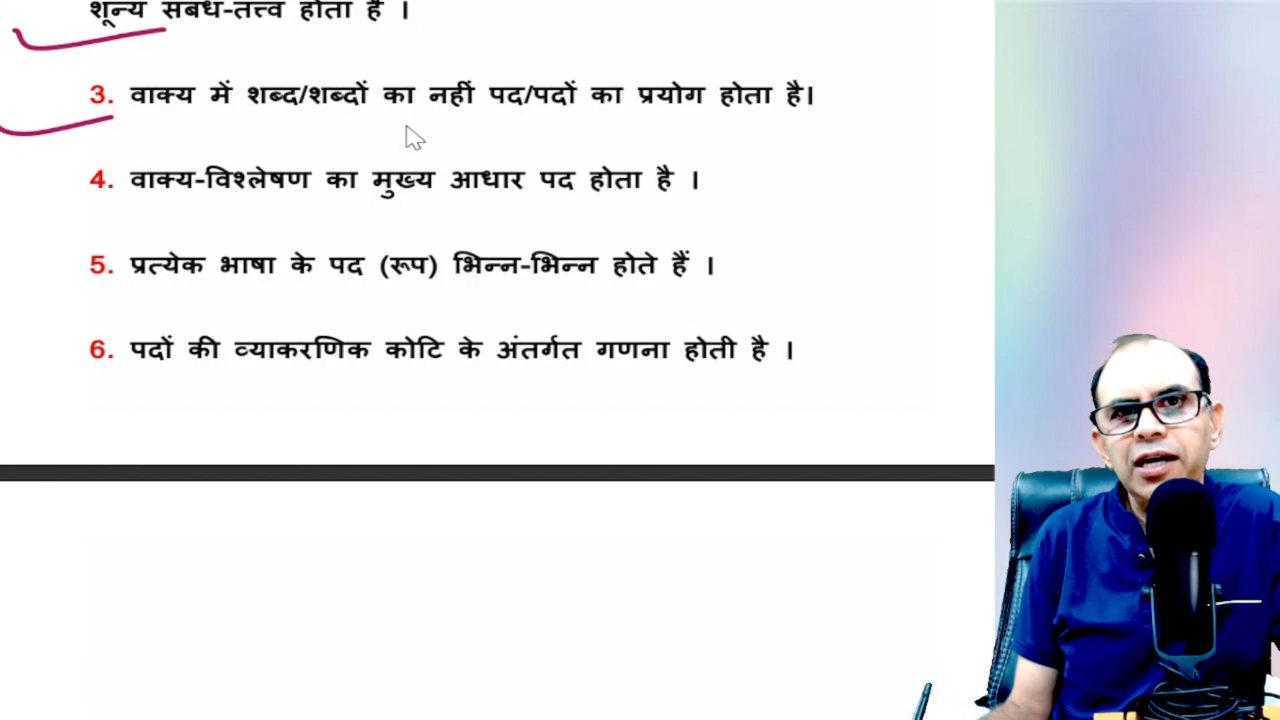 शून्य संबंध-तत्त्व होता है ।
3. वाक्य में शब्द/शब्दों का नहीं पद/पदों का प्रयोग होता है।
4. वाक्य-विश्लेषण का मुख्य आधार पद होता है ।
5. प्रत्येक भाषा के पद (रूप) भिन्न-भिन्न होते हैं ।
6. पदों की व्याकरणिक कोटि के अंतर्गत गणना होती है ।